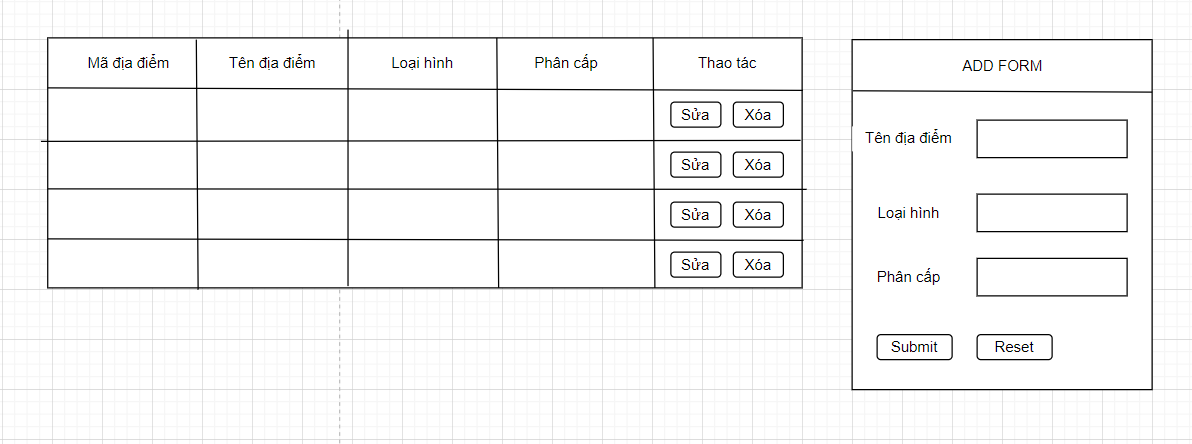 Mã địa điểm Tên địa điểm Loại hình Phân cấp Thao tác
Sửa Xóa
Sửa Xóa
Sửa Xóa
Sửa Xóa
ADD FORM
Tên địa điểm
Loại hình
Phân cấp
Submit Reset